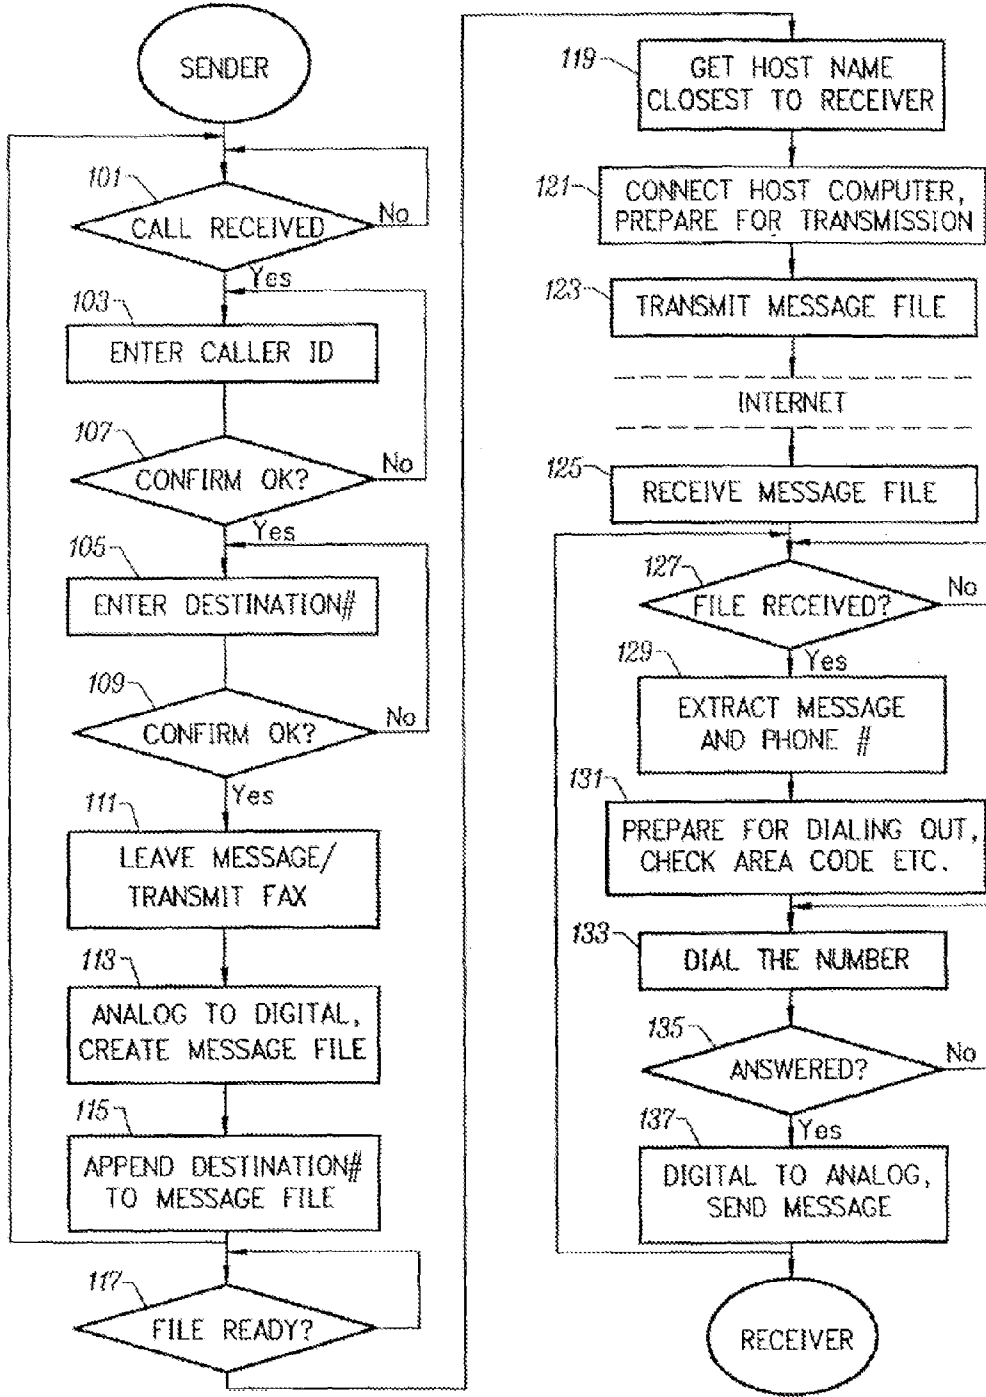 SENDER
101
CALL RECEIVED
No
Yes
103
ENTER CALLER ID
107
CONFIRM OK?
No
Yes
105
ENTER DESTINATION#
109
CONFIRM OK?
No
Yes
111
LEAVE MESSAGE/
TRANSMIT FAX
113
ANALOG TO DIGITAL,
CREATE MESSAGE FILE
115
APPEND DESTINATION#
TO MESSAGE FILE
117
FILE READY?
119
GET HOST NAME
CLOSEST TO RECEIVER
121
CONNECT HOST COMPUTER,
PREPARE FOR TRANSMISSION
123
TRANSMIT MESSAGE FILE
INTERNET
125
RECEIVE MESSAGE FILE
127
FILE RECEIVED?
No
Yes
129
EXTRACT MESSAGE
AND PHONE #
131
PREPARE FOR DIALING OUT,
CHECK AREA CODE ETC.
133
DIAL THE NUMBER
135
ANSWERED?
No
Yes
137
DIGITAL TO ANALOG,
SEND MESSAGE
RECEIVER